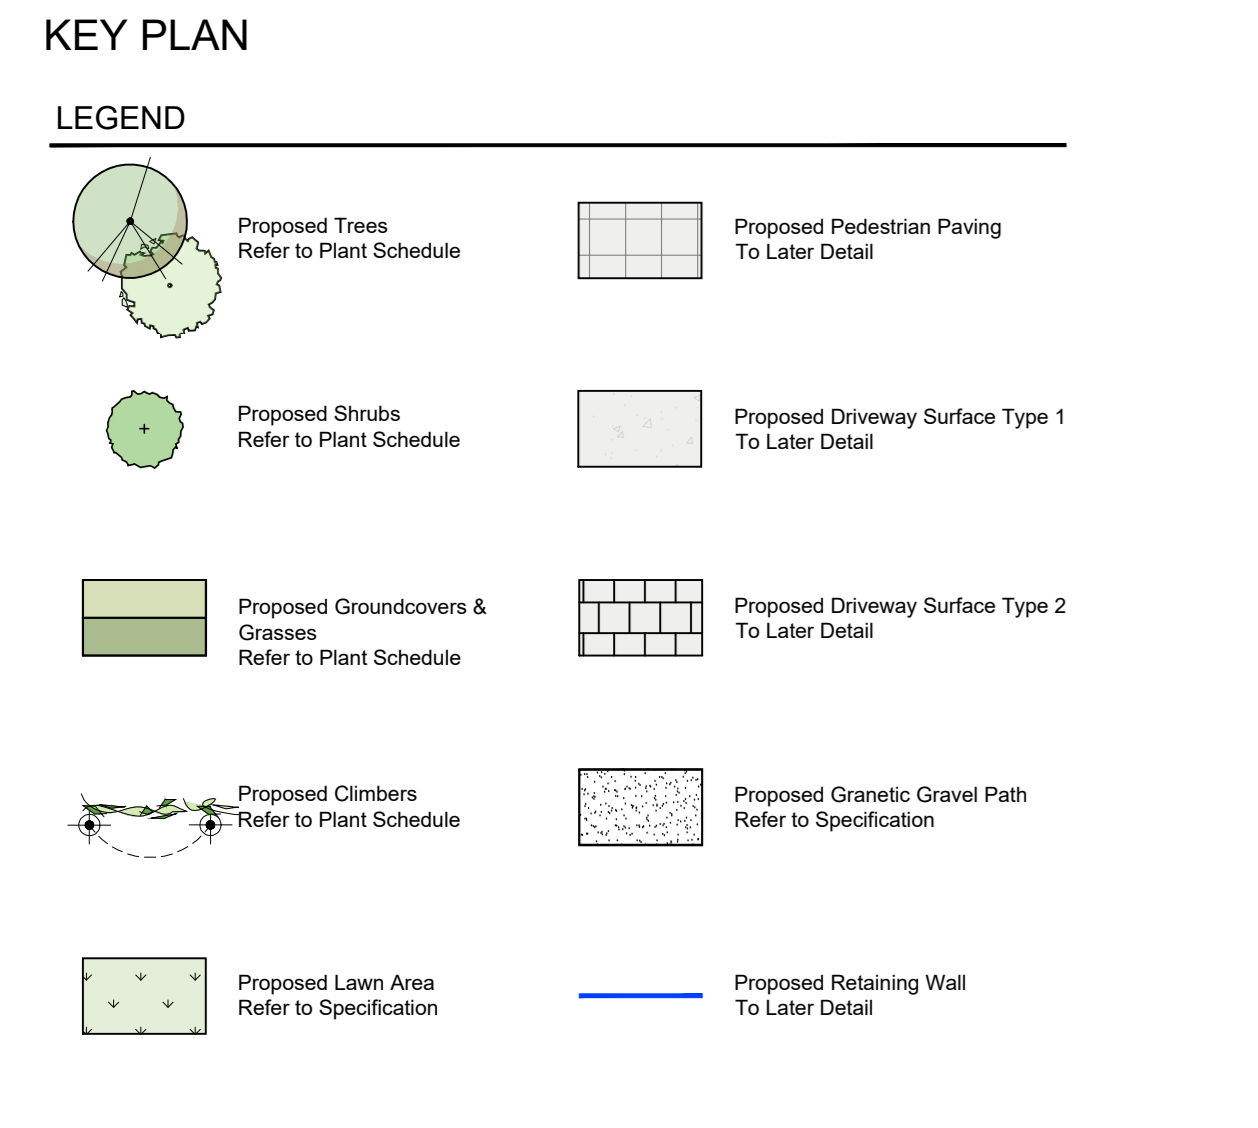 KEY PLAN
LEGEND
Proposed Trees
Refer to Plant Schedule
Proposed Shrubs
Refer to Plant Schedule
Proposed Groundcovers &
Grasses
Refer to Plant Schedule
Proposed Climbers
Refer to Plant Schedule
Proposed Lawn Area
Refer to Specification
Proposed Pedestrian Paving
To Later Detail
Proposed Driveway Surface Type 1
To Later Detail
Proposed Driveway Surface Type 2
To Later Detail
Proposed Granetic Gravel Path
Refer to Specification
Proposed Retaining Wall
To Later Detail